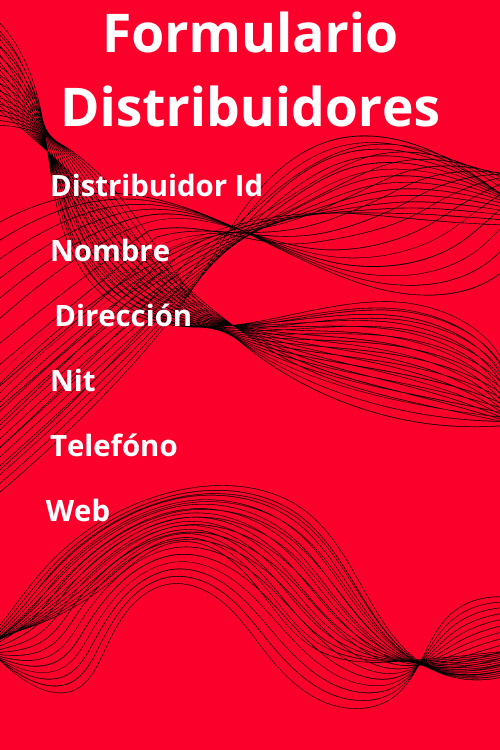 Formulario
Distribuidores
Distribuidor Id
Nombre
Dirección
Nit
Telefóno
Web